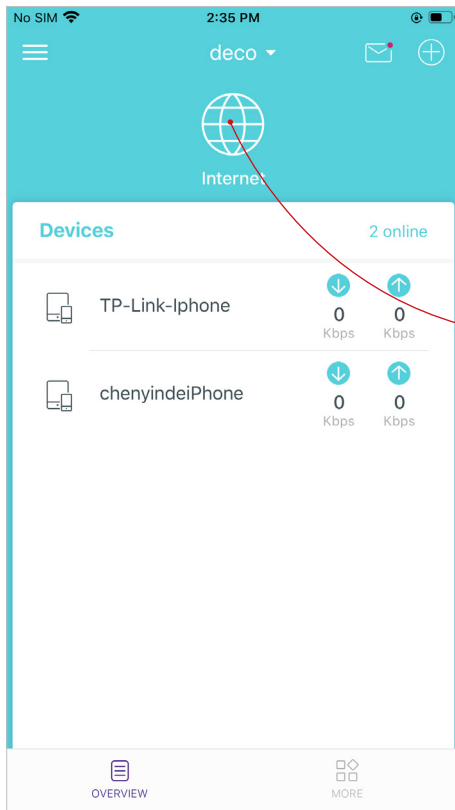 No SIM 2:35 PM
deco
Internet
Devices 2 online
TP-Link-Iphone
0 0
Kbps Kbps
chenyindeiPhone
0 0
Kbps Kbps
OVERVIEW MORE